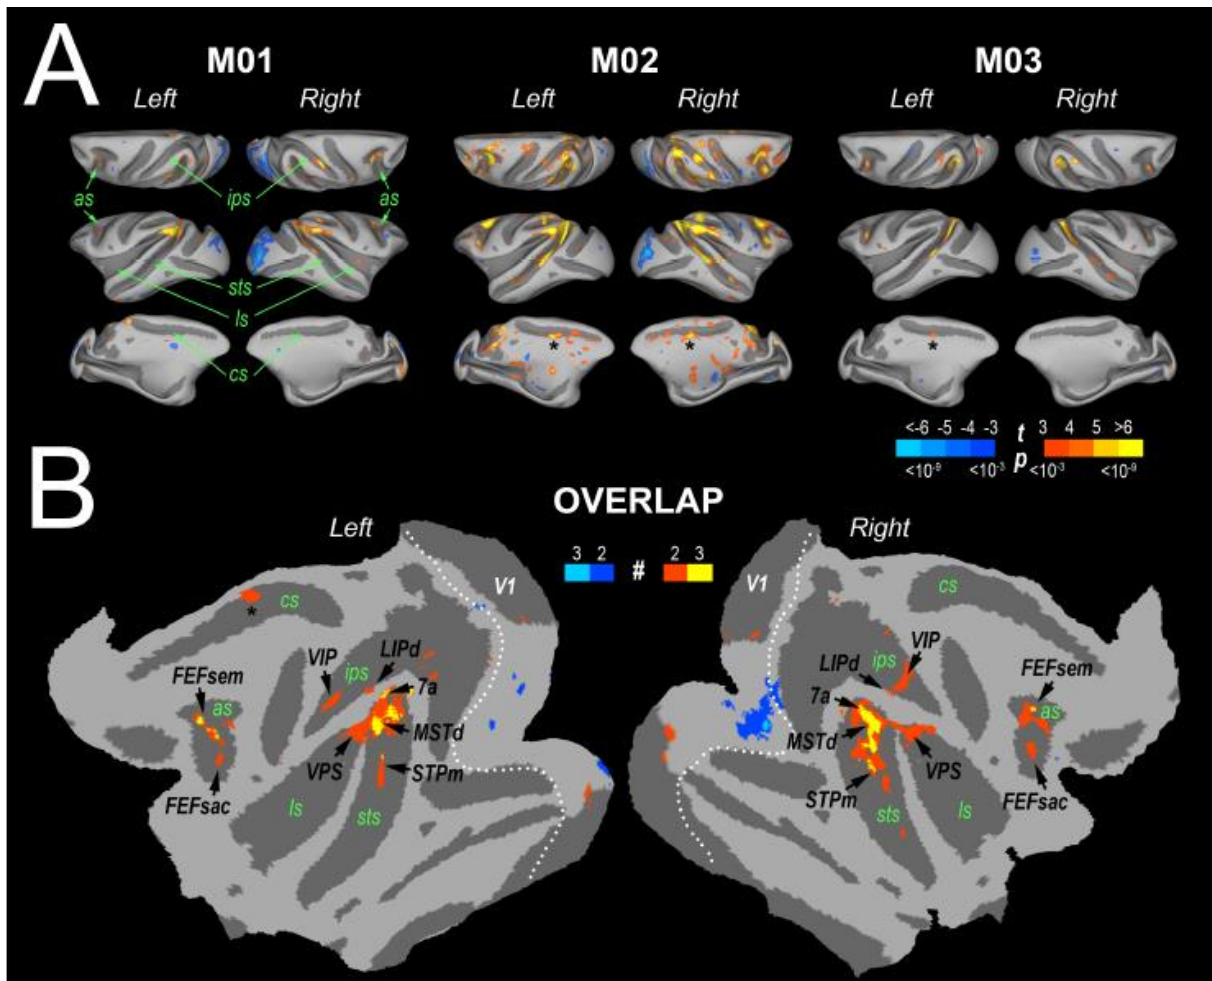 A
M01 M02 M03
Left Right Left Right Left Right
as ips as
sts
ls
cs
* * *
<-6 -5 -4 -3 t 3 4 5 >6
<10⁻⁹ <10⁻³ p <10⁻³ <10⁻⁹
B
OVERLAP
Left Right
3 2 # 2 3
V1 V1
cs cs
*
VIP LIPd LIPd VIP
FEFsem ips ips FEFsem
as 7a 7a as
MSTd MSTd
VPS STPm STPm VPS
FEFsac FEFsac
ls sts sts ls